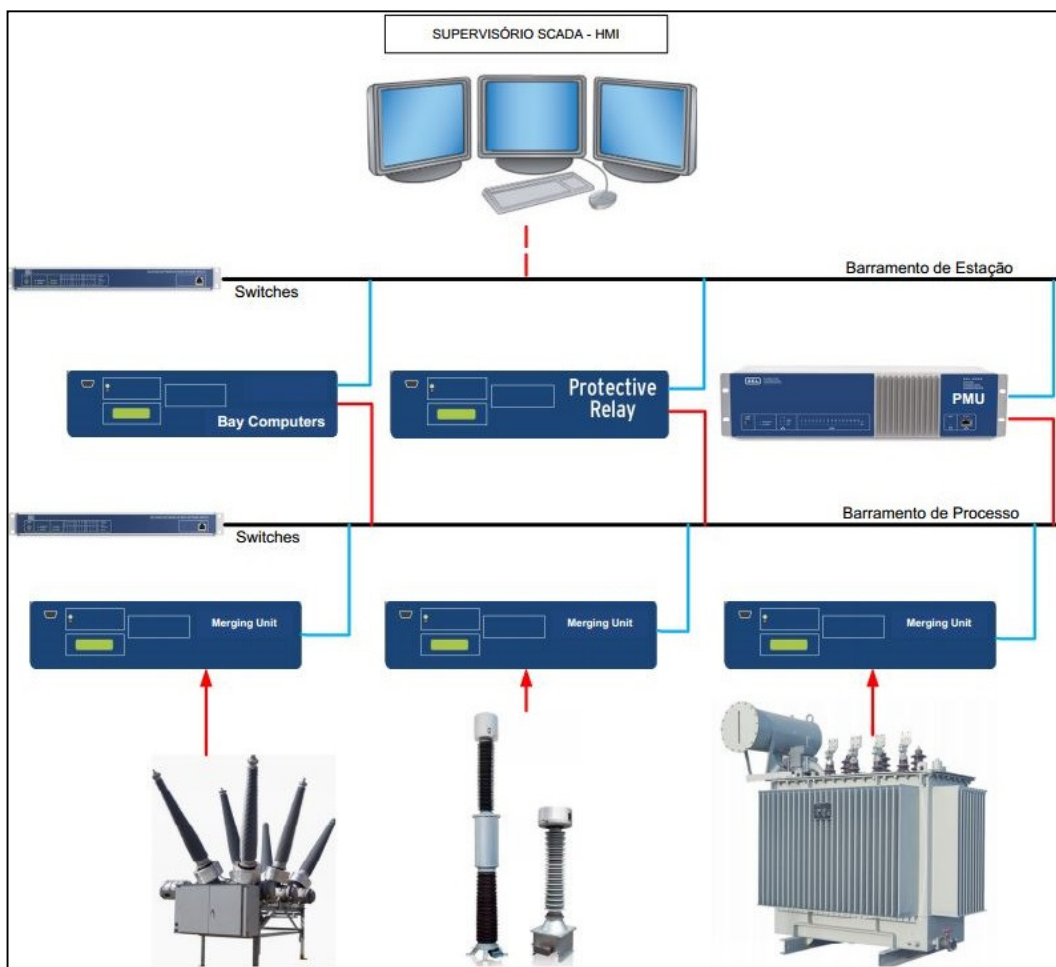 SUPERVISÓRIO SCADA - HMI
Barramento de Estação
Switches
Bay Computers
Protective
Relay
PMU
Barramento de Processo
Switches
Merging Unit
Merging Unit
Merging Unit